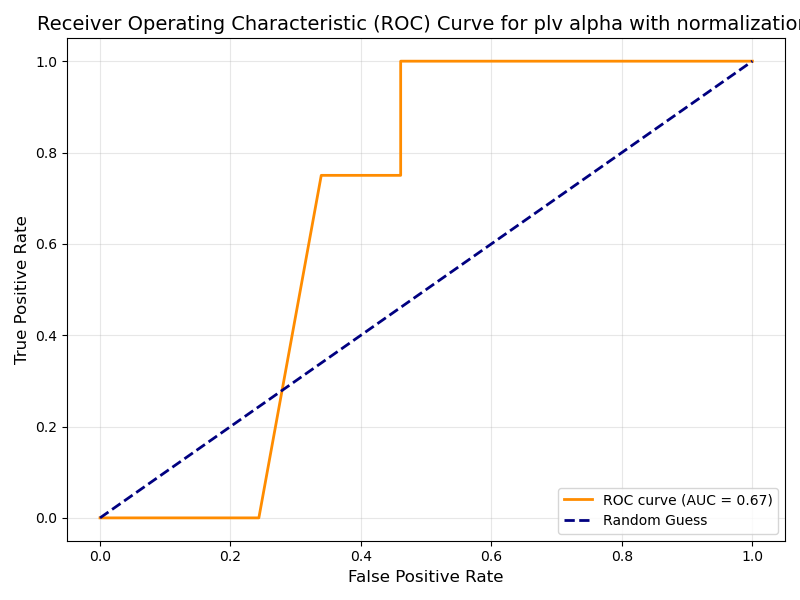 Receiver Operating Characteristic (ROC) Curve for plv alpha with normalization
1.0
0.8
0.6
0.4
0.2
0.0
True Positive Rate
0.0 0.2 0.4 0.6 0.8 1.0
False Positive Rate
ROC curve (AUC = 0.67)
Random Guess